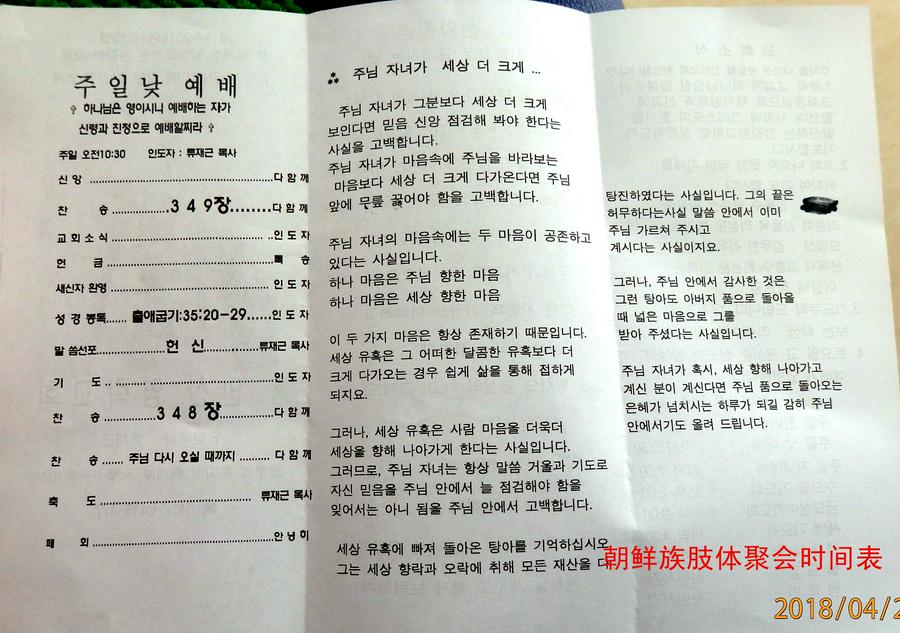 주일낮 예배
✞ 하나님은 영이시니 예배하는 자가
신령과 진정으로 예배할찌라 ✞
주일 오전10:30 인도자 : 류재근 목사
신 앙 ........ 다 함 께
찬 송 ........ 349장 ........ 다 함 께
교 회 소 식 ........ 인 도 자
헌 금 ........ 특 송
새신자 환영 ........ 인 도 자
성 경 봉독 ........ 출애굽기:35:20-29 ...... 인 도 자
말 씀선포 ........ 헌 신 ........ 류재근 목사
기 도 ........ 인 도 자
찬 송 ........ 348장 ........ 다 함 께
찬 송 ....... 주님 다시 오실 때까지 ........ 다 함 께
축 도 ........ 류재근 목사
폐 회 ........ 안 녕 히
주님 자녀가 세상 더 크게 ...
주님 자녀가 그분보다 세상 더 크게
보인다면 믿음 신앙 점검해 봐야 한다는
사실을 고백합니다.
주님 자녀가 마음속에 주님을 바라보는
마음보다 세상 더 크게 다가온다면 주님
앞에 무릎 꿇어야 함을 고백합니다.
주님 자녀의 마음속에는 두 마음이 공존하고
있다는 사실입니다.
하나 마음은 주님 향한 마음
하나 마음은 세상 향한 마음
이 두 가지 마음은 항상 존재하기 때문입니다.
세상 유혹은 그 어떠한 달콤한 유혹보다 더
크게 다가오는 경우 쉽게 삶을 통해 접하게
되지요.
그러나, 세상 유혹은 사람 마음을 더욱더
세상을 향해 나아가게 한다는 사실입니다.
그러므로, 주님 자녀는 항상 말씀 거울과 기도로
자신 믿음을 주님 안에서 늘 점검해야 함을
잊어서는 아니 됨을 주님 안에서 고백합니다.
세상 유혹에 빠져 돌아온 탕아를 기억하십시오
그는 세상 향락과 오락에 취해 모든 재산을 다
탕진하였다는 사실입니다. 그의 끝은
허무하다는사실 말씀 안에서 이미
주님 가르쳐 주시고
계시다는 사실이지요.
그러나, 주님 안에서 감사한 것은
그런 탕아도 아버지 품으로 돌아올
때 넓은 마음으로 그를
받아 주셨다는 사실입니다.
주님 자녀가 혹시, 세상 향해 나아가고
계신 분이 계신다면 주님 품으로 돌아오는
은혜가 넘치시는 하루가 되길 감히 주님
안에서기도 올려 드립니다.
朝鲜族肢体聚会时间表
2018/04/2